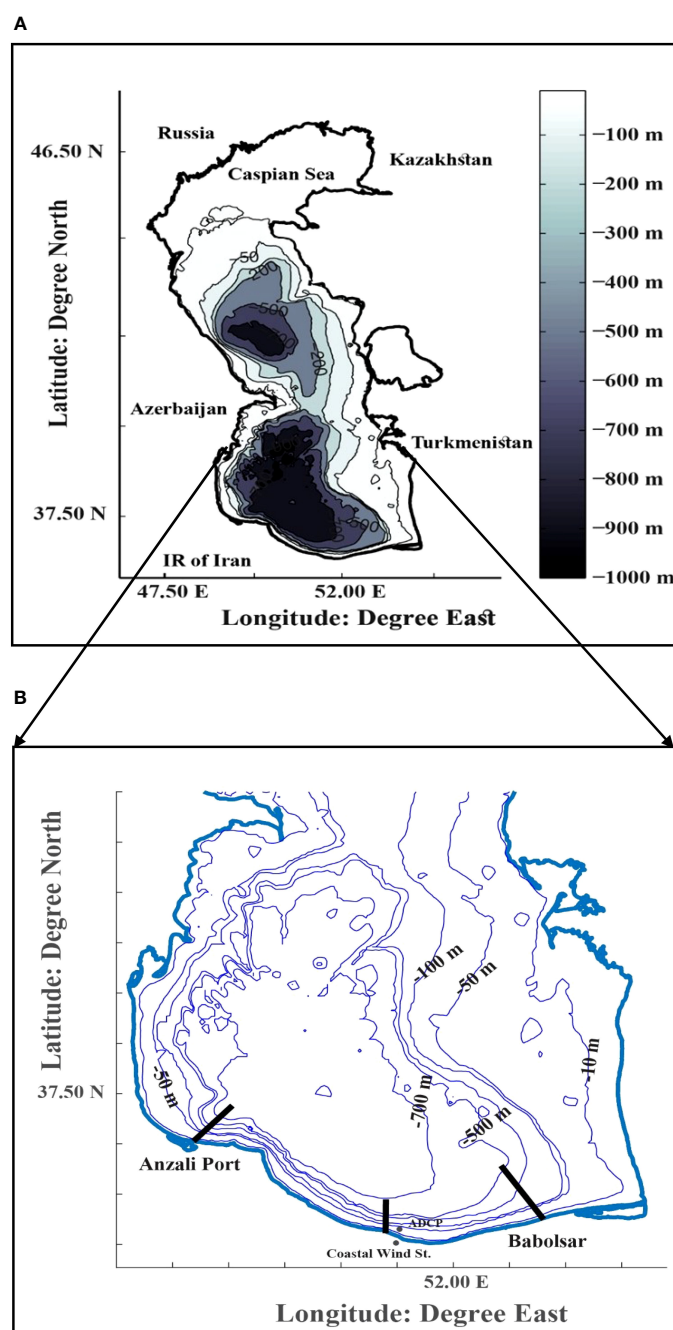 A
Russia
46.50 N
Kazakhstan
Caspian Sea
-50
-200
200
Azerbaijan
Turkmenistan
37.50 N
IR of Iran
47.50 E
52.00 E
Latitude: Degree North
Longitude: Degree East
−100 m
−200 m
−300 m
−400 m
−500 m
−600 m
−700 m
−800 m
−900 m
−1000 m
B
Latitude: Degree North
-100 m
-50 m
-10 m
37.50 N
-50 m
-700 m
-500 m
Anzali Port
ADCP
Coastal Wind St.
Babolsar
52.00 E
Longitude: Degree East